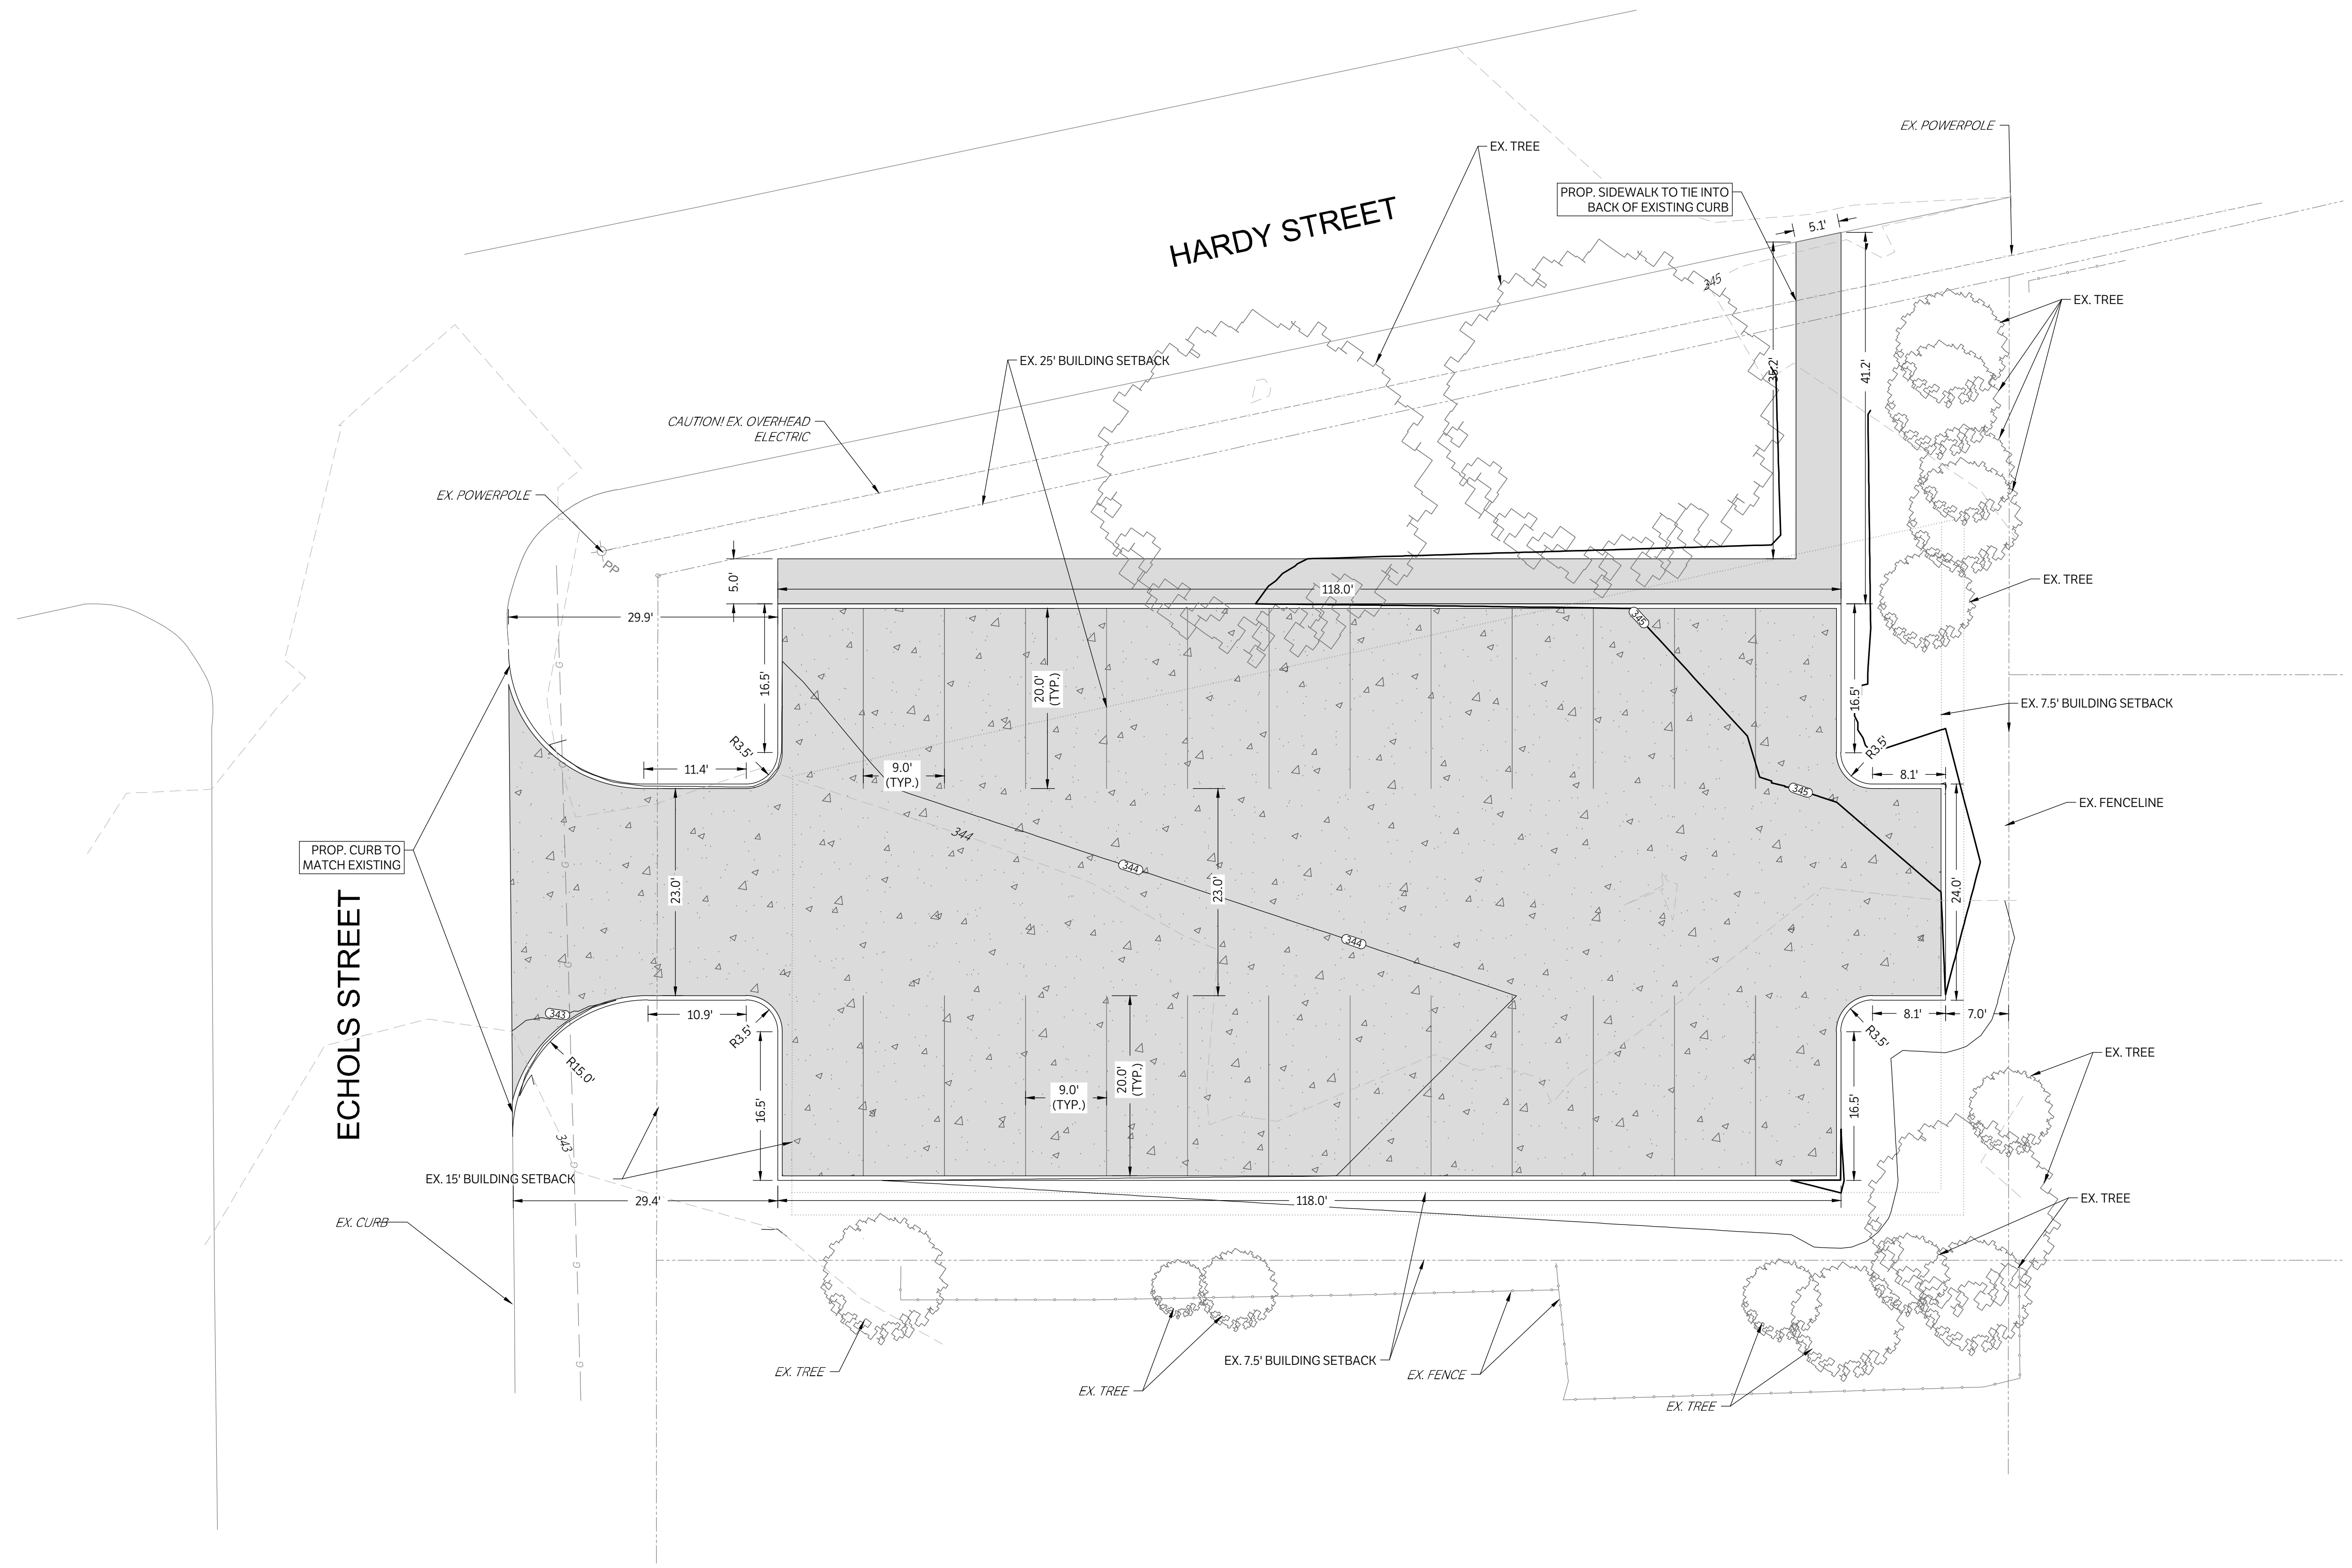 EX. POWERPOLE
EX. TREE
PROP. SIDEWALK TO TIE INTO
BACK OF EXISTING CURB
HARDY STREET
5.1'
345
EX. TREE
EX. 25' BUILDING SETBACK
35.2'
41.2'
CAUTION! EX. OVERHEAD
ELECTRIC
EX. POWERPOLE
PP
5.0'
EX. TREE
118.0'
29.9'
345
G
16.5'
20.0'
(TYP.)
16.5'
EX. 7.5' BUILDING SETBACK
R3.5'
R3.5'
11.4'
9.0'
(TYP.)
8.1'
G
345
EX. FENCELINE
344
PROP. CURB TO
MATCH EXISTING
G
344
23.0'
23.0'
24.0'
344
G
ECHOLS STREET
343
10.9'
8.1'
7.0'
R3.5'
R3.5'
EX. TREE
R15.0'
20.0'
(TYP.)
9.0'
(TYP.)
16.5'
16.5'
343
G
EX. 15' BUILDING SETBACK
29.4'
118.0'
EX. TREE
EX. CURB
G
EX. 7.5' BUILDING SETBACK
G
EX. TREE
EX. FENCE
EX. TREE
EX. TREE